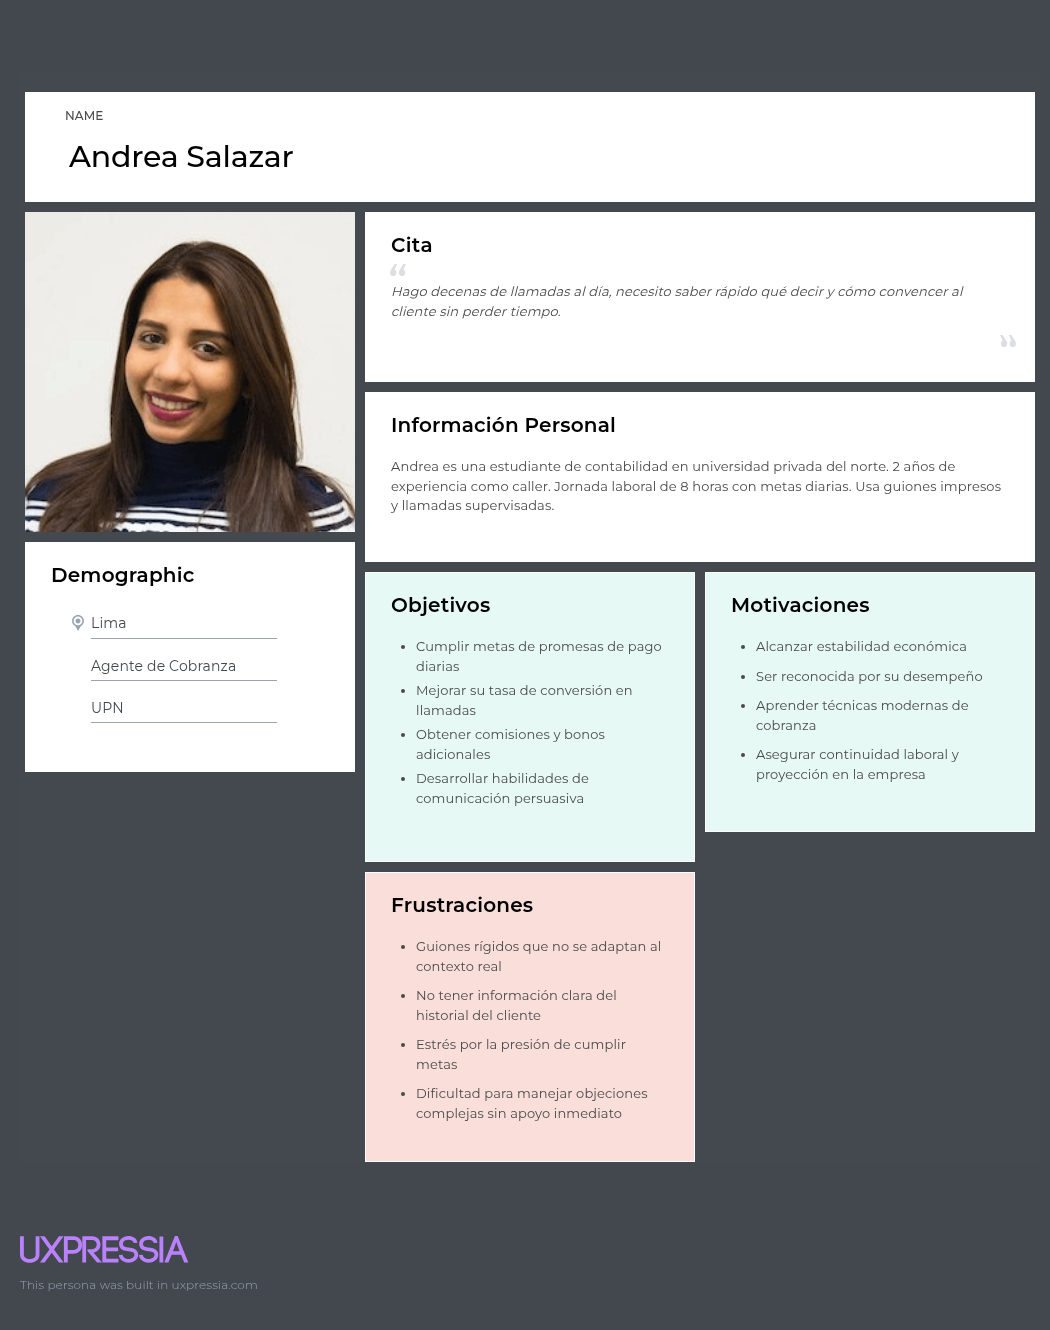 NAME
Andrea Salazar
Cita
“
Hago decenas de llamadas al día, necesito saber rápido qué decir y cómo convencer al
cliente sin perder tiempo.
”
Información Personal
Andrea es una estudiante de contabilidad en universidad privada del norte. 2 años de
experiencia como caller. Jornada laboral de 8 horas con metas diarias. Usa guiones impresos
y llamadas supervisadas.
Demographic
Lima
Agente de Cobranza
UPN
Objetivos
• Cumplir metas de promesas de pago
diarias
• Mejorar su tasa de conversión en
llamadas
• Obtener comisiones y bonos
adicionales
• Desarrollar habilidades de
comunicación persuasiva
Motivaciones
• Alcanzar estabilidad económica
• Ser reconocida por su desempeño
• Aprender técnicas modernas de
cobranza
• Asegurar continuidad laboral y
proyección en la empresa
Frustraciones
• Guiones rígidos que no se adaptan al
contexto real
• No tener información clara del
historial del cliente
• Estrés por la presión de cumplir
metas
• Dificultad para manejar objeciones
complejas sin apoyo inmediato
UXPRESSIA
This persona was built in uxpressia.com